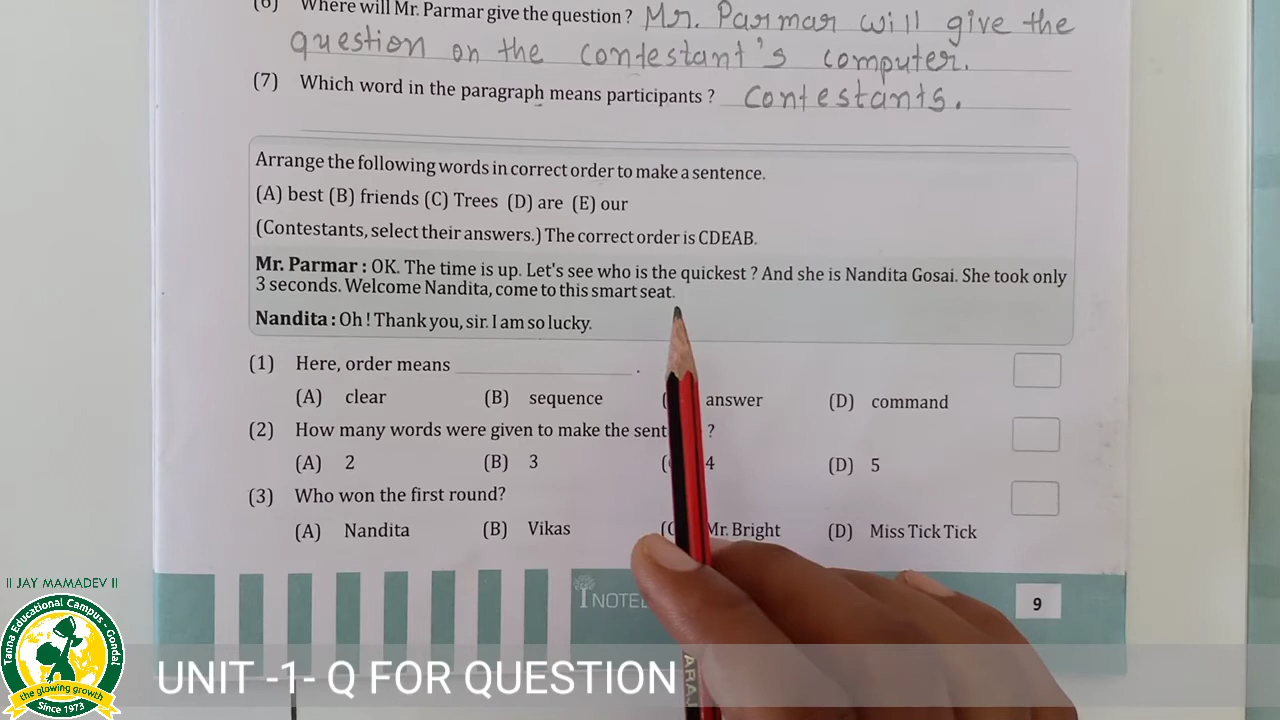 (6) Where will Mr. Parmar give the question ? Mr. Parmar will give the
question on the contestant's computer.
(7) Which word in the paragraph means participants ? Contestants.
Arrange the following words in correct order to make a sentence.
(A) best (B) friends (C) Trees (D) are (E) our
(Contestants, select their answers.) The correct order is CDEAB.
Mr. Parmar : OK. The time is up. Let's see who is the quickest ? And she is Nandita Gosai. She took only
3 seconds. Welcome Nandita, come to this smart seat.
Nandita : Oh ! Thank you, sir. I am so lucky.
(1) Here, order means ____________ .
(A) clear (B) sequence ( answer (D) command
(2) How many words were given to make the sent ?
(A) 2 (B) 3 ( 4 (D) 5
(3) Who won the first round?
(A) Nandita (B) Vikas (C Mr. Bright (D) Miss Tick Tick
|| JAY MAMADEV ||
Tanna Educational Campus - Gondal
the glowing growth
Since 1973
INOTE
9
UNIT -1- Q FOR QUESTION